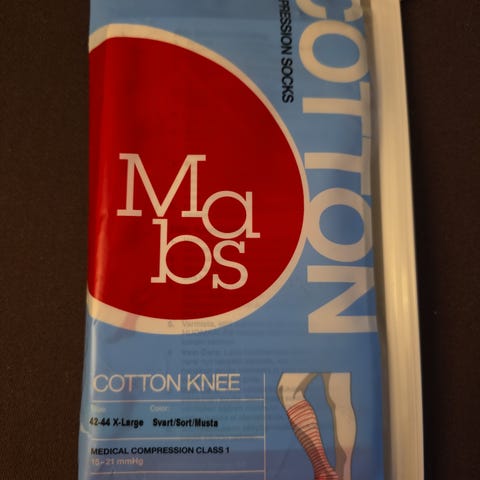 COTTON
PRESSION SOCKS
Mabs
COTTON KNEE
Size: Color:
42-44 X-Large Svart/Sort/Musta
MEDICAL COMPRESSION CLASS 1
15–21 mmHg